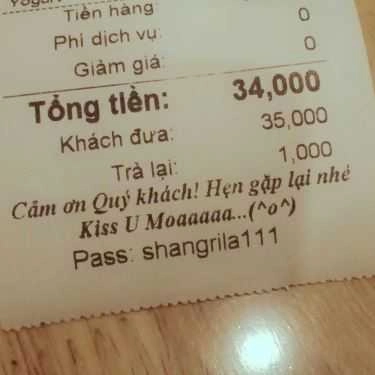 Yogurt
Tiền hàng: 0
Phí dịch vụ: 0
Giảm giá:
Tổng tiền: 34,000
Khách đưa: 35,000
Trả lại: 1,000
Cảm ơn Quý khách! Hẹn gặp lại nhé
Kiss U Moaaaaa...(^o^)
Pass: shangrila111